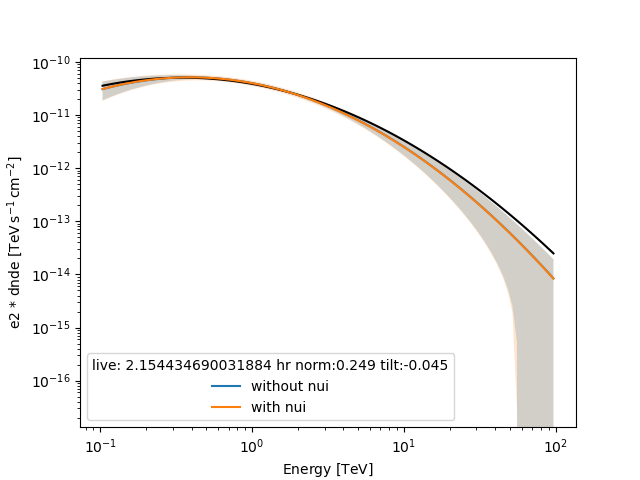 10⁻¹⁰
10⁻¹¹
10⁻¹²
10⁻¹³
10⁻¹⁴
10⁻¹⁵
10⁻¹⁶
e2 * dnde [TeV s⁻¹ cm⁻²]
live: 2.154434690031884 hr norm:0.249 tilt:-0.045
without nui
with nui
10⁻¹ 10⁰ 10¹ 10²
Energy [TeV]